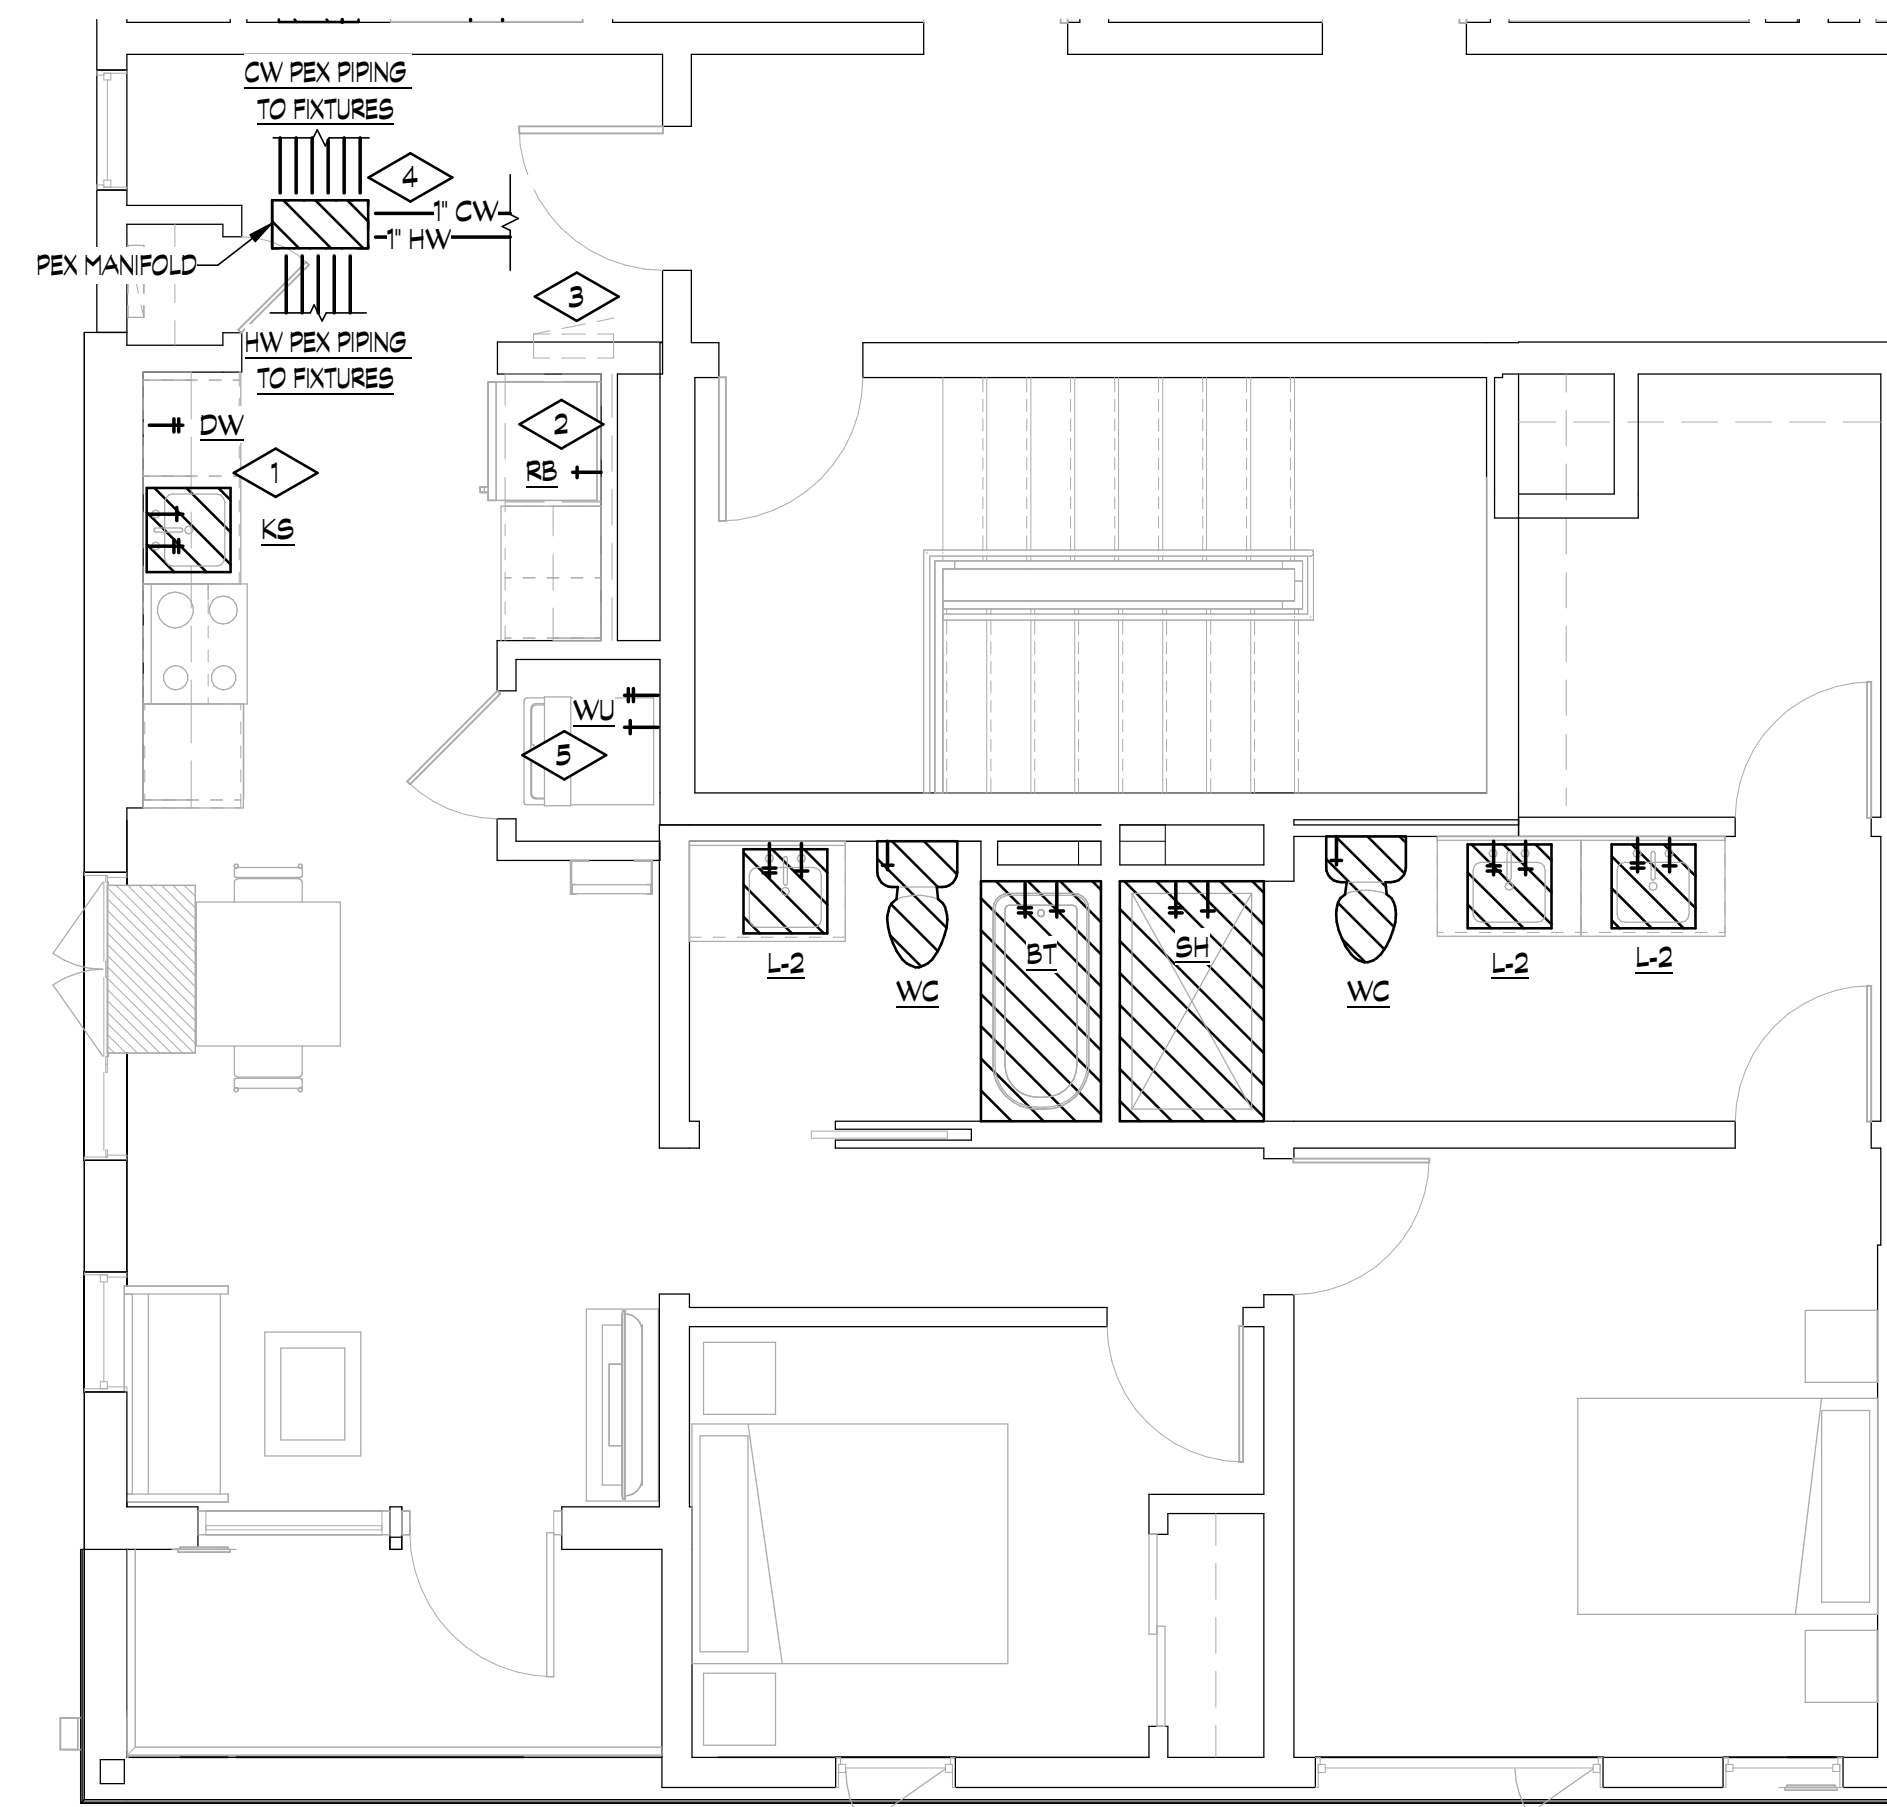 CW PEX PIPING
TO FIXTURES
4
1" CW
1" HW
PEX MANIFOLD
3
HW PEX PIPING
TO FIXTURES
DW
2
1
RB
KS
WU
5
L-2
WC
BT
SH
WC
L-2
L-2